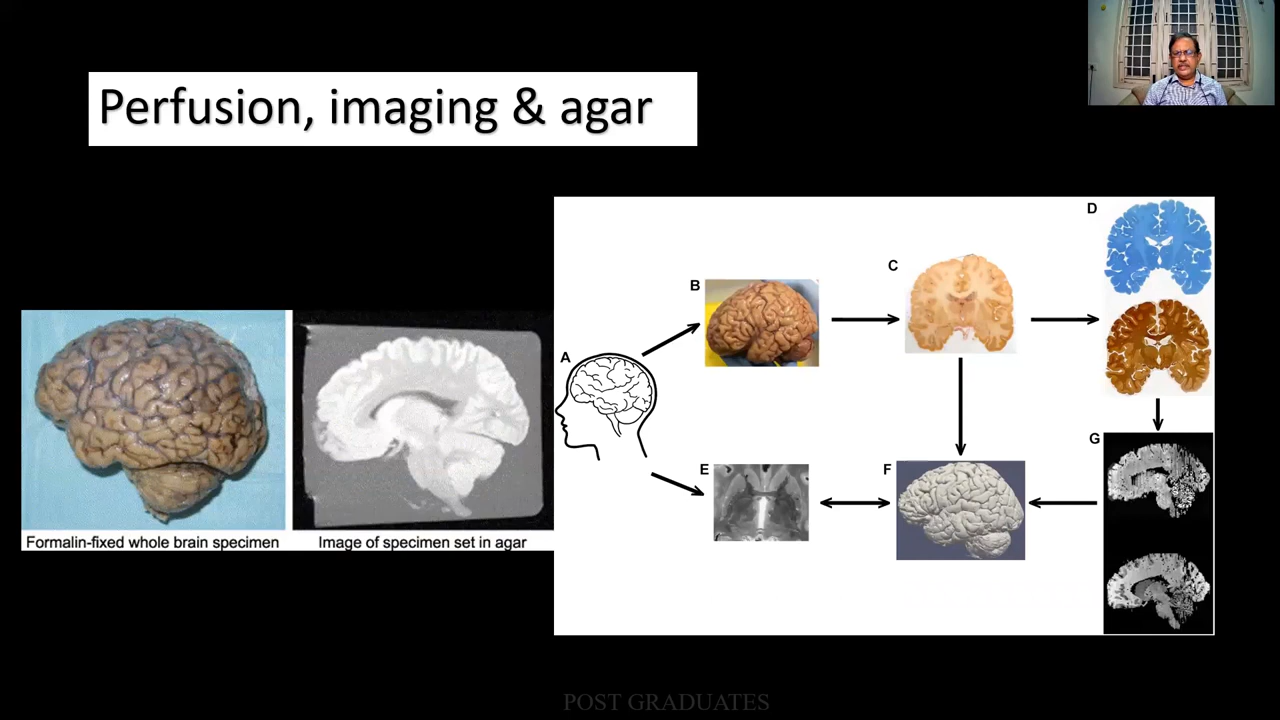 Perfusion, imaging & agar
A
B
C
D
E
F
G
Formalin-fixed whole brain specimen
Image of specimen set in agar
POST GRADUATES